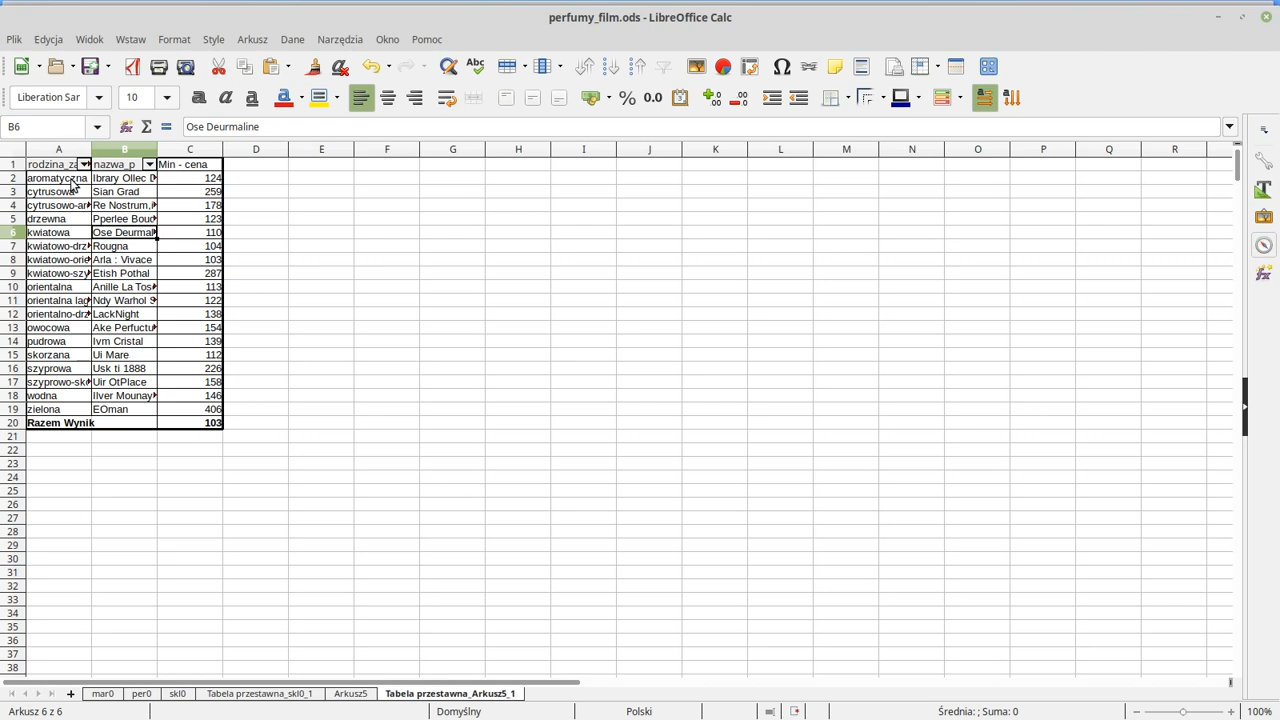 perfumy_film.ods - LibreOffice Calc
Plik Edycja Widok Wstaw Format Style Arkusz Dane Narzędzia Okno Pomoc
Liberation Sar 10
B6 Ose Deurmaline
A B C D E F G H I J K L M N O P Q R
1 rodzina_za nazwa_p Min - cena
2 aromatyczna Ibrary Ollec D 124
3 cytrusowa Sian Grad 259
4 cytrusowo-ar Re Nostrum,i 178
5 drzewna Pperlee Bouq 123
6 kwiatowa Ose Deurmal 110
7 kwiatowo-drz Rougna 104
8 kwiatowo-orie Arla : Vivace 103
9 kwiatowo-szy Etish Pothal 287
10 orientalna Anille La Tos 113
11 orientalna lag Ndy Warhol S 122
12 orientalno-drz LackNight 138
13 owocowa Ake Perfuctu 154
14 pudrowa Ivm Cristal 139
15 skorzana Ui Mare 112
16 szyprowa Usk ti 1888 226
17 szyprowo-sko Uir OtPlace 158
18 wodna Ilver Mounay 146
19 zielona EOman 406
20 Razem Wynik 103
21
22
23
24
25
26
27
28
29
30
31
32
33
34
35
36
37
38
mar0 per0 skl0 Tabela przestawna_skl0_1 Arkusz5 Tabela przestawna_Arkusz5_1
Arkusz 6 z 6 Domyślny Polski Średnia: ; Suma: 0 100%